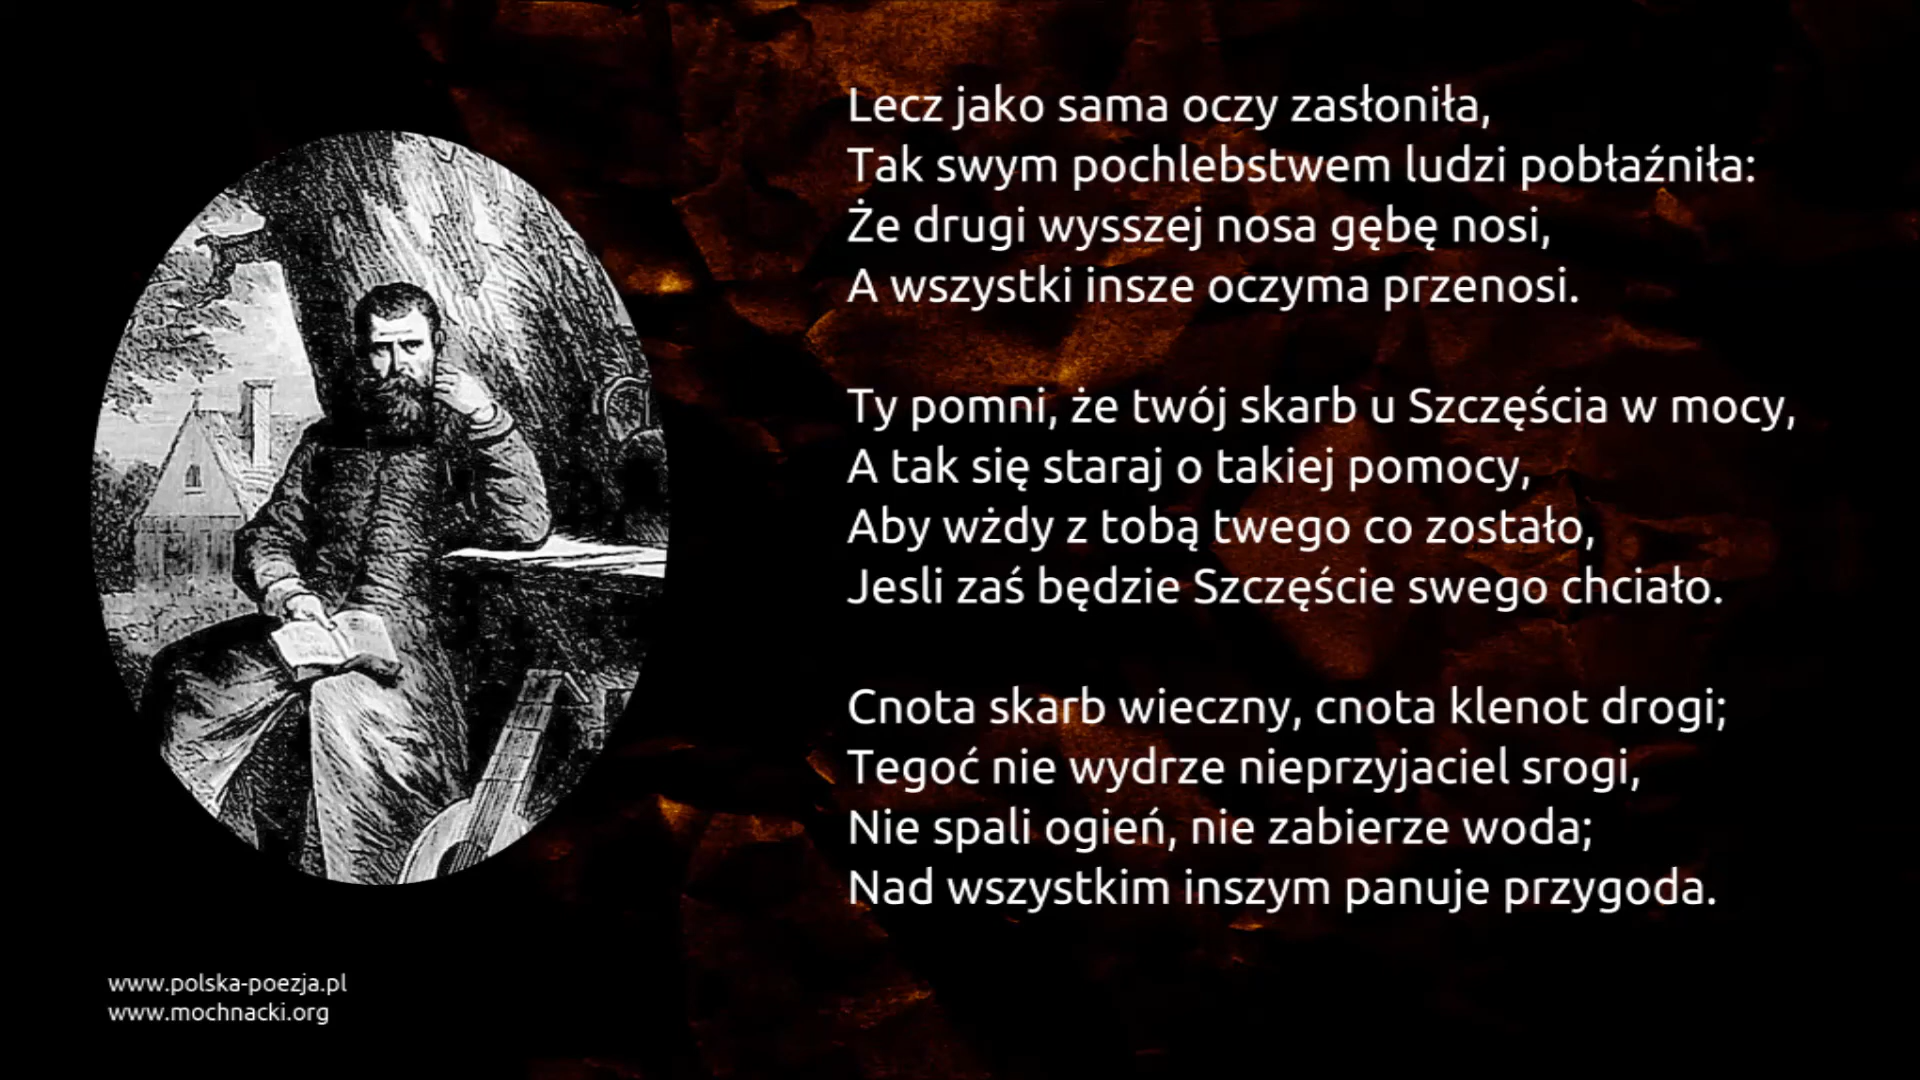 Lecz jako sama oczy zasłoniła,
Tak swym pochlebstwem ludzi pobłaźniła:
Że drugi wysszej nosa gębę nosi,
A wszystki insze oczyma przenosi.
Ty pomni, że twój skarb u Szczęścia w mocy,
A tak się staraj o takiej pomocy,
Aby wżdy z tobą twego co zostało,
Jesli zaś będzie Szczęście swego chciało.
Cnota skarb wieczny, cnota klenot drogi;
Tegoć nie wydrze nieprzyjaciel srogi,
Nie spali ogień, nie zabierze woda;
Nad wszystkim inszym panuje przygoda.
www.polska-poezja.pl
www.mochnacki.org